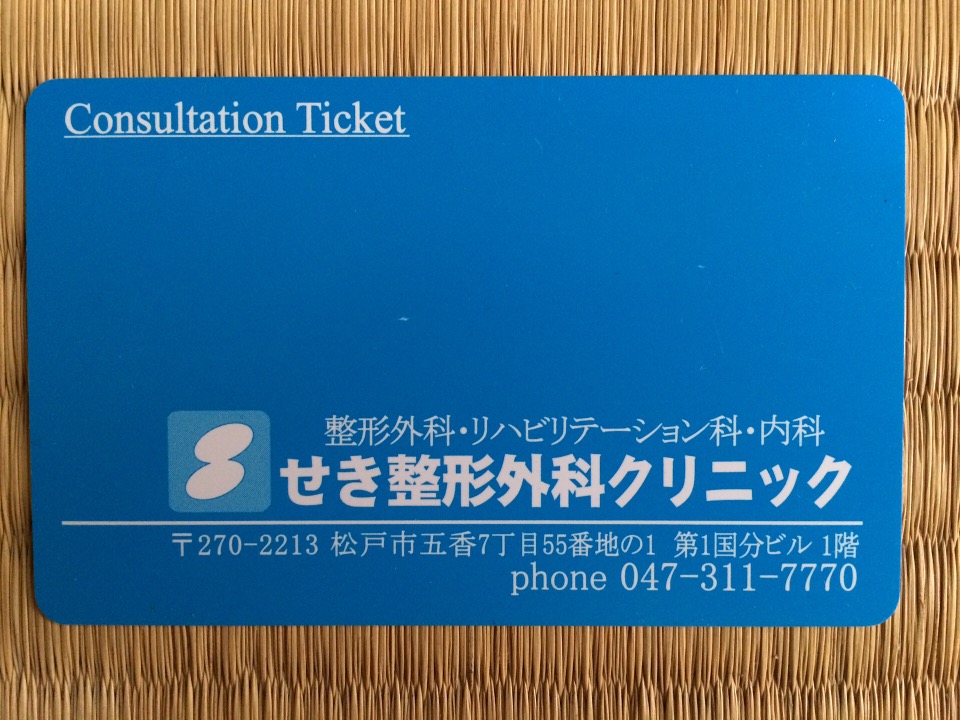 Consultation Ticket
整形外科・リハビリテーション科・内科
せき整形外科クリニック
〒270-2213 松戸市五香7丁目55番地の1 第1国分ビル 1階
phone 047-311-7770